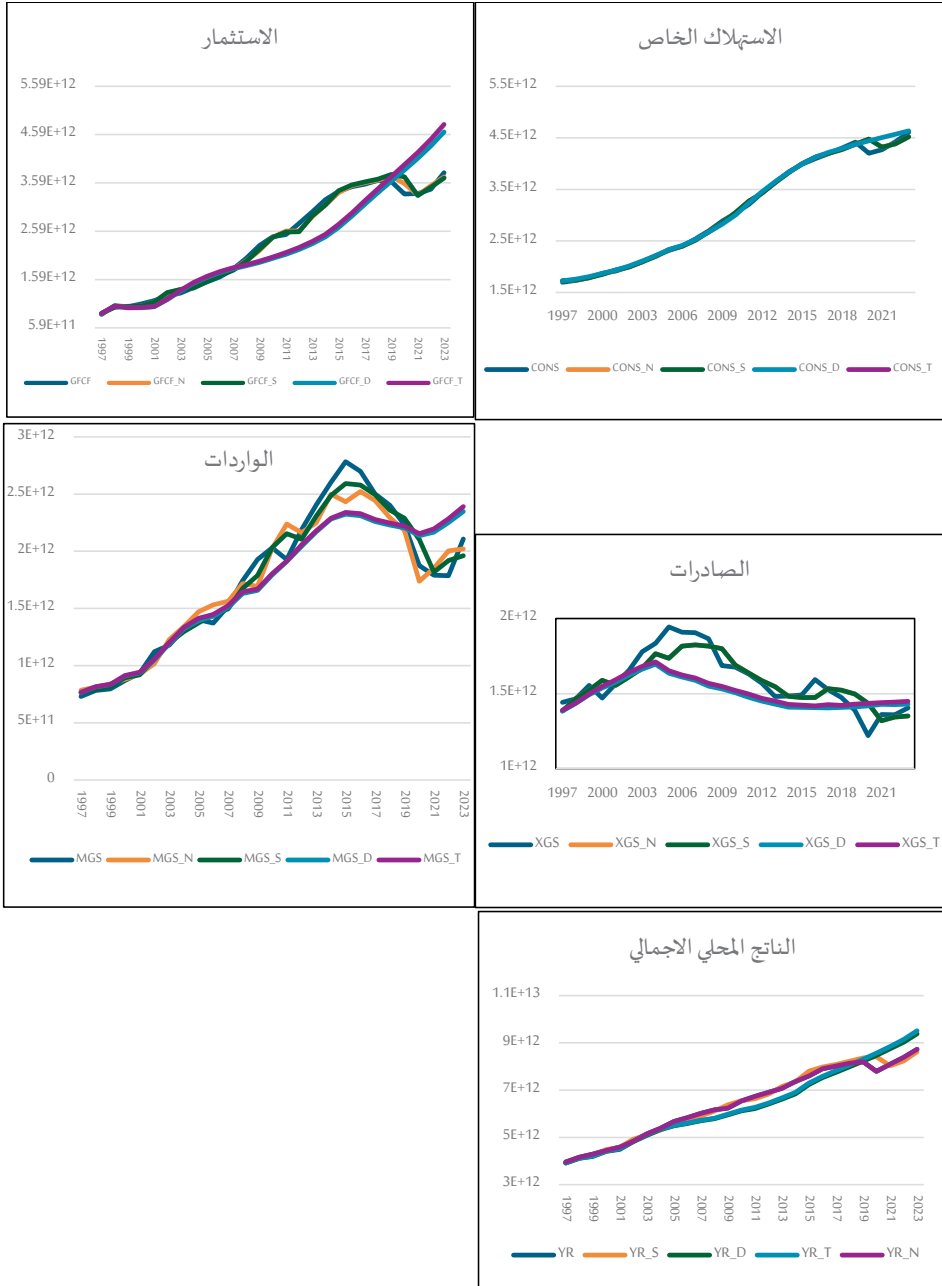 الاستثمار
5.59E+12
4.59E+12
3.59E+12
2.59E+12
1.59E+12
5.9E+11
1997
1999
2001
2003
2005
2007
2009
2011
2013
2015
2017
2019
2021
2023
GFCF GFCF_N GFCF_S GFCF_D GFCF_T
الاستهلاك الخاص
5.5E+12
4.5E+12
3.5E+12
2.5E+12
1.5E+12
1997 2000 2003 2006 2009 2012 2015 2018 2021
CONS CONS_N CONS_S CONS_D CONS_T
الواردات
3E+12
2.5E+12
2E+12
1.5E+12
1E+12
5E+11
0
1997
1999
2001
2003
2005
2007
2009
2011
2013
2015
2017
2019
2021
2023
MGS MGS_N MGS_S MGS_D MGS_T
الصادرات
2E+12
1.5E+12
1E+12
1997 2000 2003 2006 2009 2012 2015 2018 2021
XGS XGS_N XGS_S XGS_D XGS_T
الناتج المحلي الاجمالي
1.1E+13
9E+12
7E+12
5E+12
3E+12
1997
1999
2001
2003
2005
2007
2009
2011
2013
2015
2017
2019
2021
2023
YR YR_S YR_D YR_T YR_N